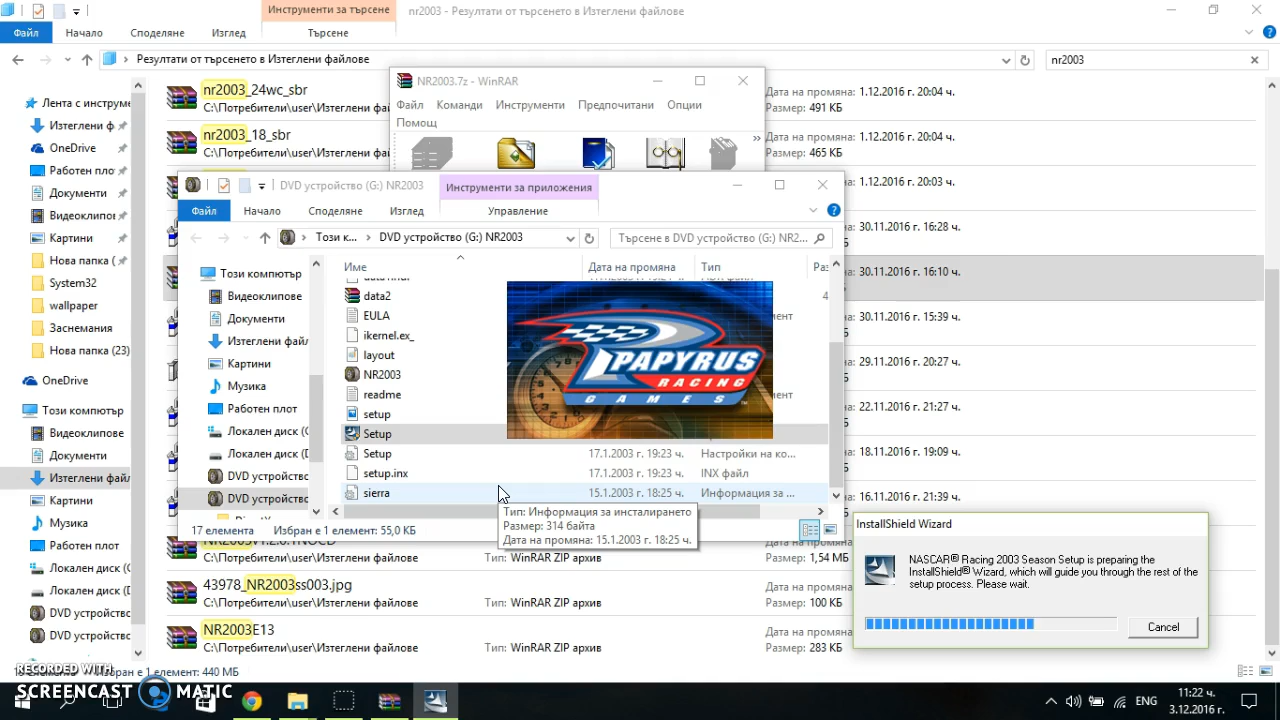 Инструменти за търсене
nr2003 - Резултати от търсенето в Изтеглени файлове
Файл
Начало
Споделяне
Изглед
Търсене
Резултати от търсенето в Изтеглени файлове
nr2003
Лента с инструме
Изтеглени ф
OneDrive
Работен пло
Документи
Видеоклипов
Картини
Нова папка (
System32
wallpaper
Заснемания
Нова папка (23)
OneDrive
Този компютър
Видеоклипове
Документи
Изтеглени файл
Картини
Музика
Работен плот
Локален диск (C
Локален диск (D
DVD устройство
DVD устройство
nr2003_24wc_sbr
C:\Потребители\user\Изтеглени фай
nr2003_18_sbr
C:\Потребители\user\Изтеглени фай
Дата на промяна: 1.12.2016 г. 20:04 ч.
Размер: 491 КБ
Дата на промяна: 1.12.2016 г. 20:04 ч.
Размер: 465 КБ
1.12.2016 г. 20:03 ч.
30.11.2016 г. 16:28 ч.
30.11.2016 г. 16:10 ч.
30.11.2016 г. 15:39 ч.
29.11.2016 г. 20:27 ч.
22.11.2016 г. 21:27 ч.
18.11.2016 г. 19:09 ч.
16.11.2016 г. 21:39 ч.
NR2003.7z - WinRAR
Файл
Команди
Инструменти
Предпочитани
Опции
Помощ
DVD устройство (G:) NR2003
Инструменти за приложения
Файл
Начало
Споделяне
Изглед
Управление
Този к...
DVD устройство (G:) NR2003
Търсене в DVD устройство (G:) NR2...
Този компютър
Видеоклипове
Документи
Изтеглени файл
Картини
Музика
Работен плот
Локален диск (C
Локален диск (D
DVD устройство
DVD устройство
Име
Дата на промяна
Тип
Раз
data2
4
EULA
ikernel.ex_
layout
NR2003
readme
setup
Setup
Setup
17.1.2003 г. 19:23 ч.
Настройки на ко...
setup.inx
17.1.2003 г. 19:23 ч.
INX файл
sierra
15.1.2003 г. 18:25 ч.
Информация за ...
PAPYRUS
RACING
GAMES
Тип: Информация за инсталирането
Размер: 314 байта
Дата на промяна: 15.1.2003 г. 18:25 ч.
17 елемента
Избран е 1 елемент: 55,0 КБ
InstallShield Wizard
NASCAR® Racing 2003 Season Setup is preparing the
InstallShield® Wizard, which will guide you through the rest of the
setup process. Please wait.
Cancel
C:\Потребители\user\Изтеглени файлове
Тип: WinRAR ZIP архив
Размер: 1,54 МБ
43978_NR2003ss003.jpg
C:\Потребители\user\Изтеглени файлове
Тип: WinRAR ZIP архив
Дата на промяна:
Размер: 100 КБ
NR2003E13
C:\Потребители\user\Изтеглени файлове
Тип: WinRAR ZIP архив
Дата на промяна:
Размер: 283 КБ
е 1 елемент: 440 МБ
RECORDED WITH
SCREENCAST MATIC
ENG
11:22 ч.
3.12.2016 г.